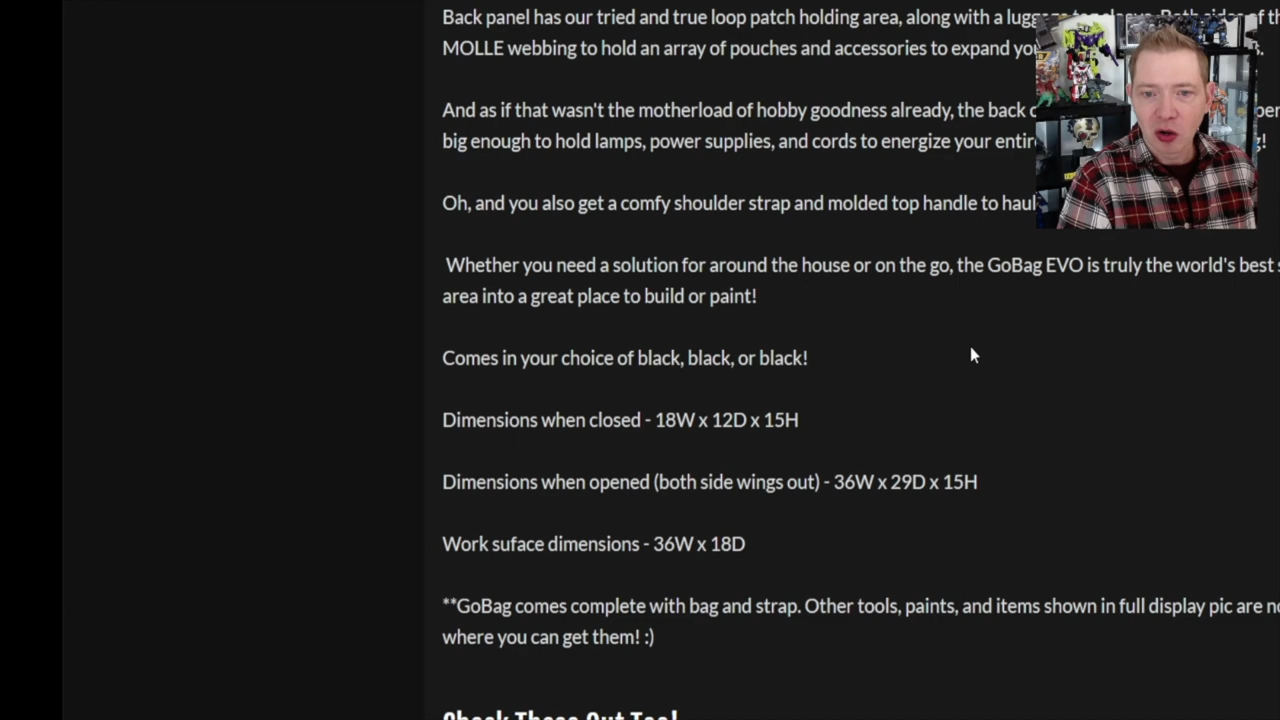 Back panel has our tried and true loop patch holding area, along with a
MOLLE webbing to hold an array of pouches and accessories to expand
And as if that wasn't the motherload of hobby goodness already, the back
big enough to hold lamps, power supplies, and cords to energize your
Oh, and you also get a comfy shoulder strap and molded top handle to haul
Whether you need a solution for around the house or on the go, the GoBag EVO is truly the world's best
area into a great place to build or paint!
Comes in your choice of black, black, or black!
Dimensions when closed - 18W x 12D x 15H
Dimensions when opened (both side wings out) - 36W x 29D x 15H
Work suface dimensions - 36W x 18D
**GoBag comes complete with bag and strap. Other tools, paints, and items shown in full display pic are
where you can get them! :)
Check These Out Too!